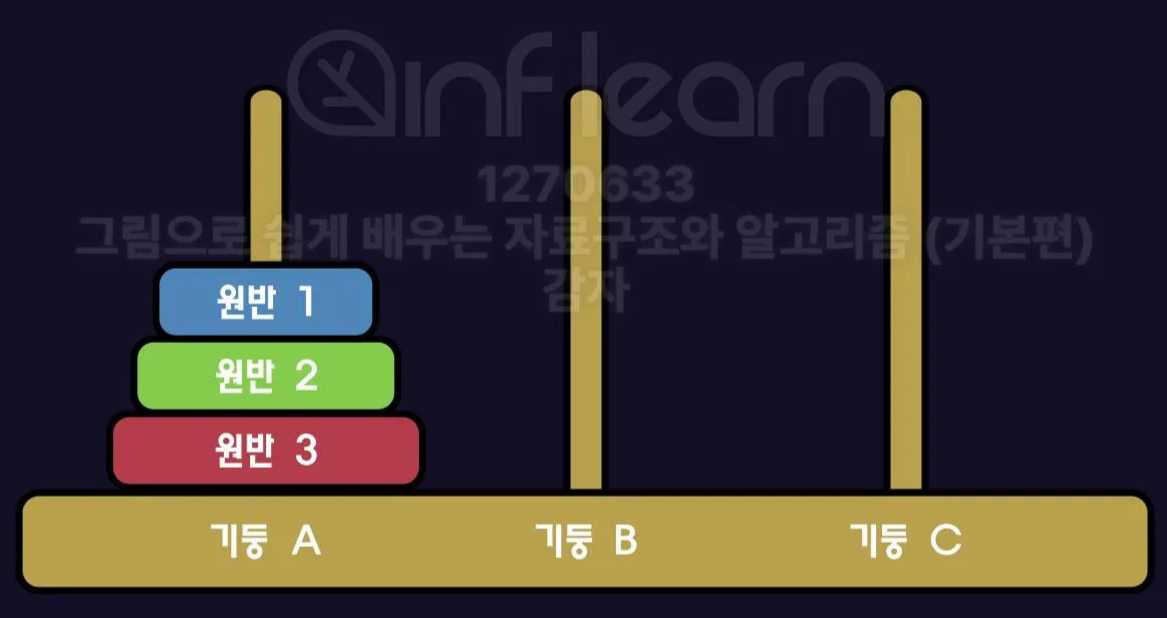 inflearn
1270633
그림으로 쉽게 배우는 자료구조와 알고리즘 (기본편)
감자
원반 1
원반 2
원반 3
기둥 A 기둥 B 기둥 C